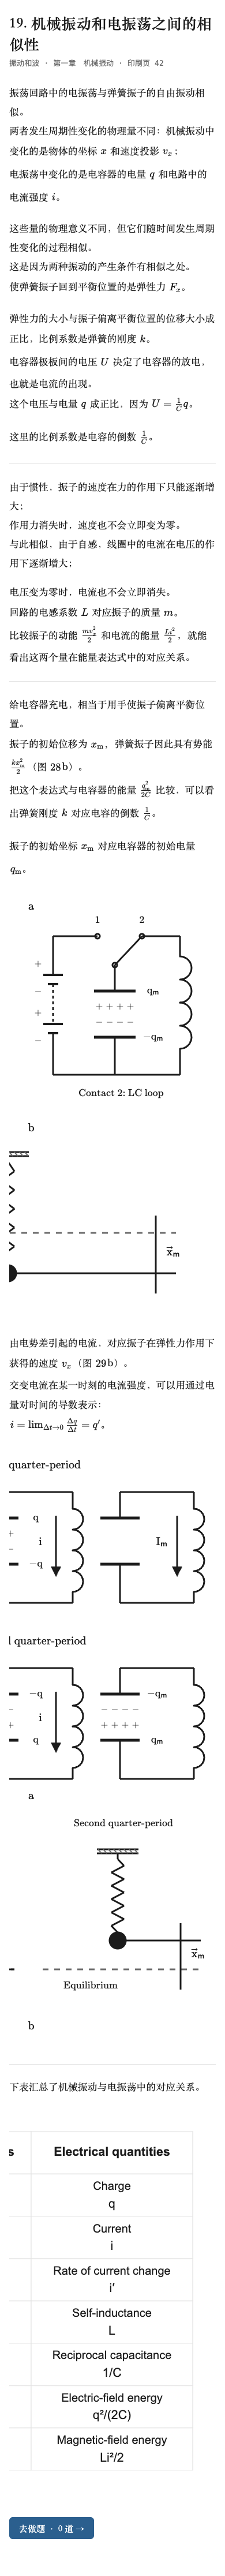 19. 机械振动和电振荡之间的相
似性
振动和波 · 第一章 机械振动 · 印刷页 42
振荡回路中的电振荡与弹簧振子的自由振动相
似。
两者发生周期性变化的物理量不同：机械振动中
变化的是物体的坐标 x 和速度投影 vₓ；
电振荡中变化的是电容器的电量 q 和电路中的
电流强度 i。
这些量的物理意义不同，但它们随时间发生周期
性变化的过程相似。
这是因为两种振动的产生条件有相似之处。
使弹簧振子回到平衡位置的是弹性力 Fₓ。
弹性力的大小与振子偏离平衡位置的位移大小成
正比，比例系数是弹簧的刚度 k。
电容器极板间的电压 U 决定了电容器的放电，
也就是电流的出现。
这个电压与电量 q 成正比，因为 U = 1/C q。
这里的比例系数是电容的倒数 1/C。
由于惯性，振子的速度在力的作用下只能逐渐增
大；
作用力消失时，速度也不会立即变为零。
与此相似，由于自感，线圈中的电流在电压的作
用下逐渐增大；
电压变为零时，电流也不会立即消失。
回路的电感系数 L 对应振子的质量 m。
比较振子的动能 mvₓ²/2 和电流的能量 Li²/2，就能
看出这两个量在能量表达式中的对应关系。
给电容器充电，相当于用手使振子偏离平衡位
置。
振子的初始位移为 xₘ，弹簧振子因此具有势能
kxₘ²/2（图 28b）。
把这个表达式与电容器的能量 qₘ²/2C 比较，可以看
出弹簧刚度 k 对应电容的倒数 1/C。
振子的初始坐标 xₘ 对应电容器的初始电量
qₘ。
a
1 2
+
−
+
−
qₘ
+ + + +
− − − −
−qₘ
Contact 2: LC loop
b
x⃗ₘ
由电势差引起的电流，对应振子在弹性力作用下
获得的速度 vₓ（图 29b）。
交变电流在某一时刻的电流强度，可以用通过电
量对时间的导数表示：
i = lim_Δt→0 Δq/Δt = q′。
quarter-period
q
+
i
−
−q
Iₘ
l quarter-period
−q
−
i
+
q
−qₘ
− − − −
+ + + +
qₘ
a
Second quarter-period
x⃗ₘ
Equilibrium
b
下表汇总了机械振动与电振荡中的对应关系。
s Electrical quantities
Charge
q
Current
i
Rate of current change
i′
Self-inductance
L
Reciprocal capacitance
1/C
Electric-field energy
q²/(2C)
Magnetic-field energy
Li²/2
去做题 · 0 道 →